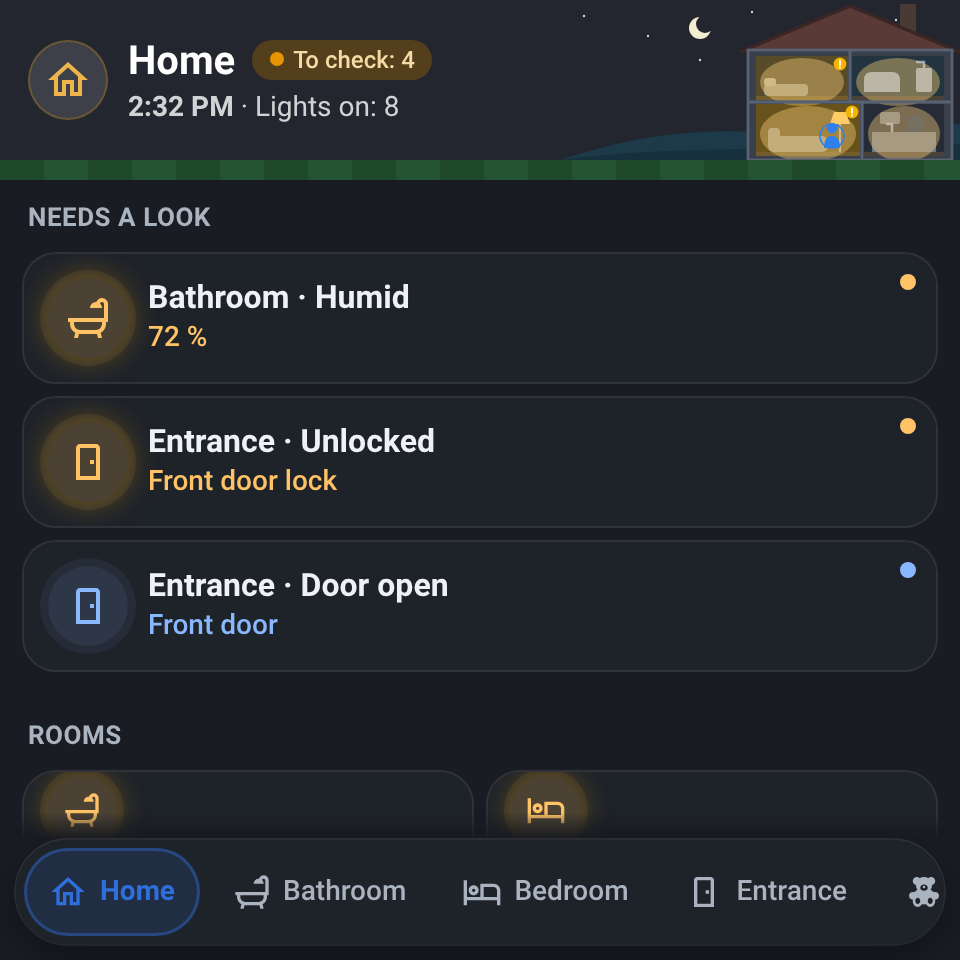 Home
To check: 4
2:32 PM · Lights on: 8
NEEDS A LOOK
Bathroom · Humid
72 %
Entrance · Unlocked
Front door lock
Entrance · Door open
Front door
ROOMS
Home
Bathroom
Bedroom
Entrance